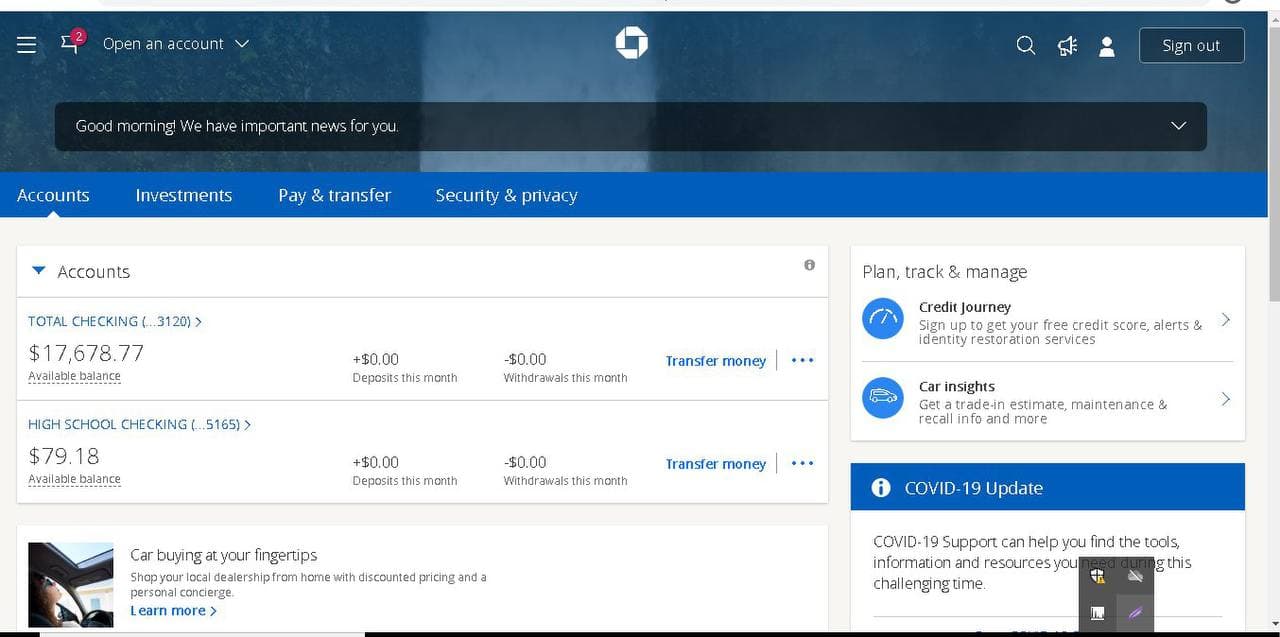 2
Open an account
Sign out
Good morning! We have important news for you.
Accounts
Investments
Pay & transfer
Security & privacy
Accounts
TOTAL CHECKING (...3120)
$17,678.77
Available balance
+$0.00
Deposits this month
-$0.00
Withdrawals this month
Transfer money
HIGH SCHOOL CHECKING (...5165)
$79.18
Available balance
+$0.00
Deposits this month
-$0.00
Withdrawals this month
Transfer money
Car buying at your fingertips
Shop your local dealership from home with discounted pricing and a
personal concierge.
Learn more
Plan, track & manage
Credit Journey
Sign up to get your free credit score, alerts &
identity restoration services
Car insights
Get a trade-in estimate, maintenance &
recall info and more
COVID-19 Update
COVID-19 Support can help you find the tools,
information and resources you need during this
challenging time.